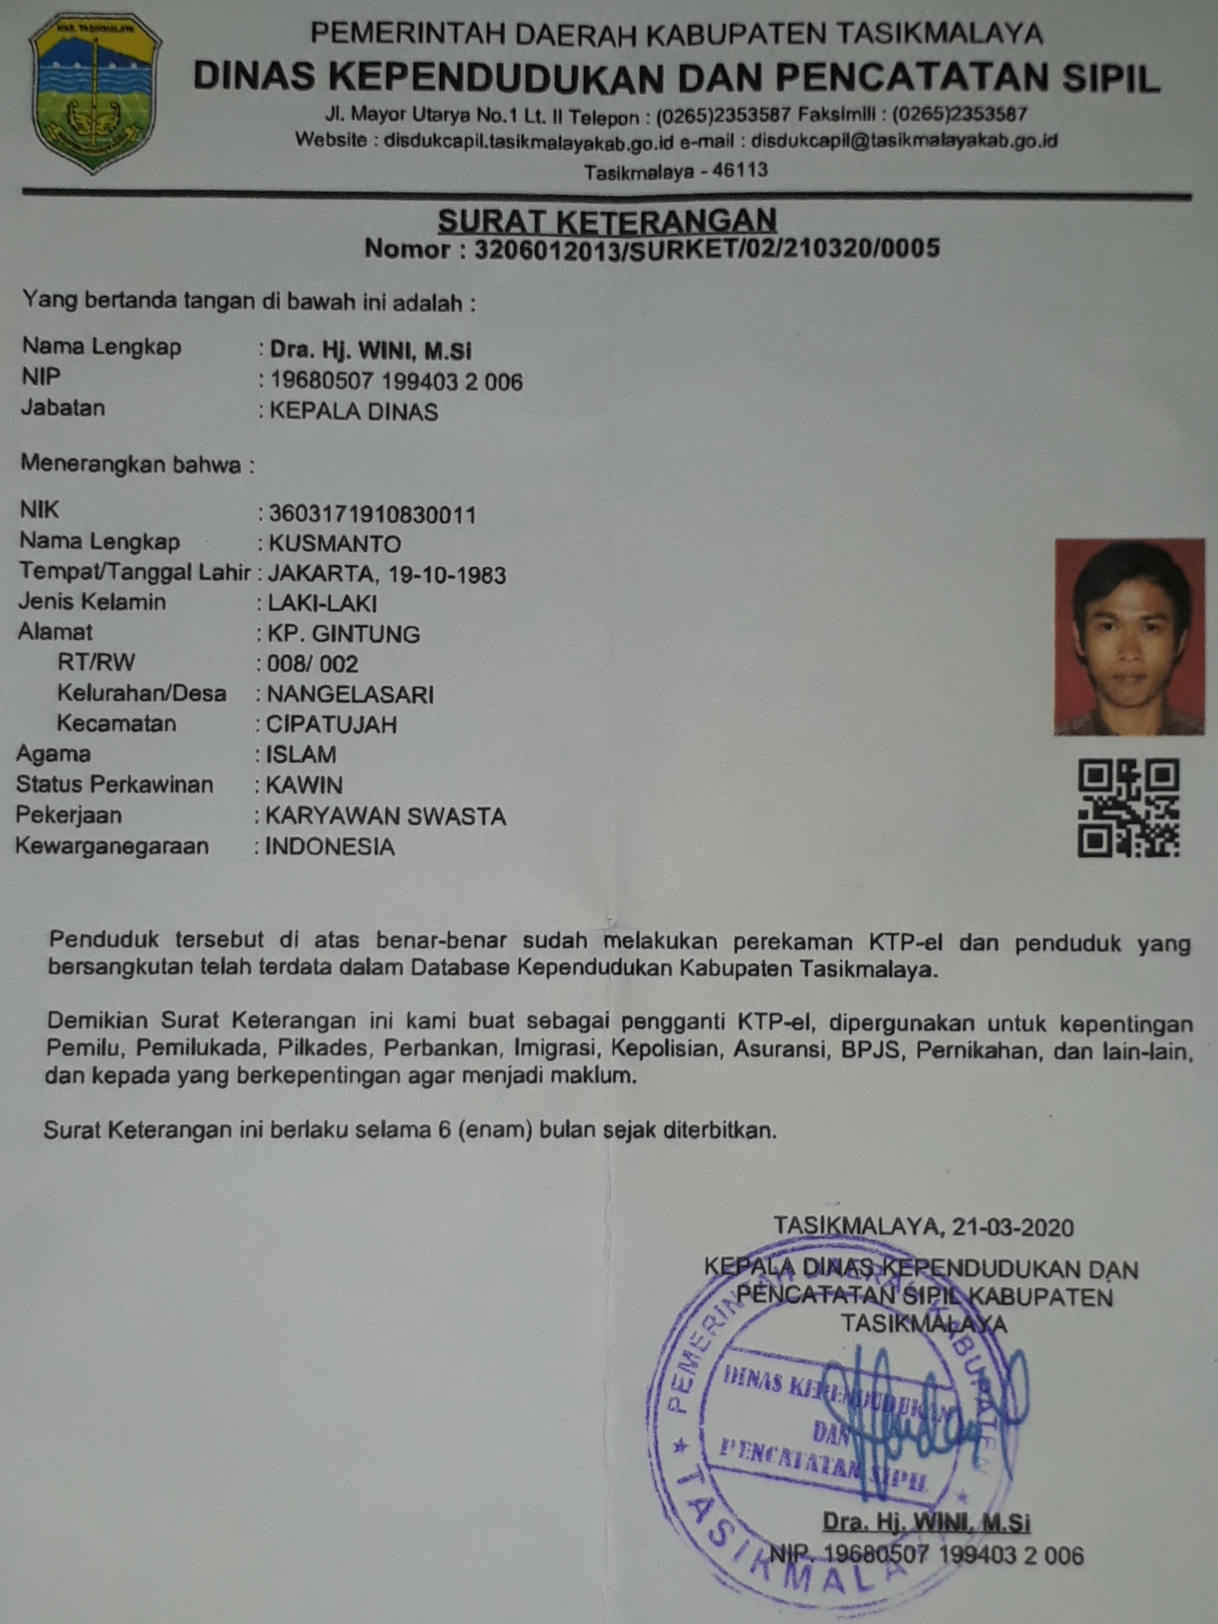 KAB. TASIKMALAYA
PEMERINTAH DAERAH KABUPATEN TASIKMALAYA
DINAS KEPENDUDUKAN DAN PENCATATAN SIPIL
Jl. Mayor Utarya No.1 Lt. II Telepon : (0265)2353587 Faksimili : (0265)2353587
Website : disdukcapil.tasikmalayakab.go.id e-mail : disdukcapil@tasikmalayakab.go.id
Tasikmalaya - 46113
SURAT KETERANGAN
Nomor : 3206012013/SURKET/02/210320/0005
Yang bertanda tangan di bawah ini adalah :
Nama Lengkap : Dra. Hj. WINI, M.Si
NIP : 19680507 199403 2 006
Jabatan : KEPALA DINAS
Menerangkan bahwa :
NIK : 3603171910830011
Nama Lengkap : KUSMANTO
Tempat/Tanggal Lahir : JAKARTA, 19-10-1983
Jenis Kelamin : LAKI-LAKI
Alamat : KP. GINTUNG
RT/RW : 008/ 002
Kelurahan/Desa : NANGELASARI
Kecamatan : CIPATUJAH
Agama : ISLAM
Status Perkawinan : KAWIN
Pekerjaan : KARYAWAN SWASTA
Kewarganegaraan : INDONESIA
Penduduk tersebut di atas benar-benar sudah melakukan perekaman KTP-el dan penduduk yang
bersangkutan telah terdata dalam Database Kependudukan Kabupaten Tasikmalaya.
Demikian Surat Keterangan ini kami buat sebagai pengganti KTP-el, dipergunakan untuk kepentingan
Pemilu, Pemilukada, Pilkades, Perbankan, Imigrasi, Kepolisian, Asuransi, BPJS, Pernikahan, dan lain-lain,
dan kepada yang berkepentingan agar menjadi maklum.
Surat Keterangan ini berlaku selama 6 (enam) bulan sejak diterbitkan.
TASIKMALAYA, 21-03-2020
KEPALA DINAS KEPENDUDUKAN DAN
PENCATATAN SIPIL KABUPATEN
TASIKMALAYA
PEMERINTAH DAERAH KABUPATEN
DINAS KEPENDUDUKAN
DAN
PENCATATAN SIPIL
TASIKMALAYA
Dra. Hj. WINI, M.Si
NIP. 19680507 199403 2 006